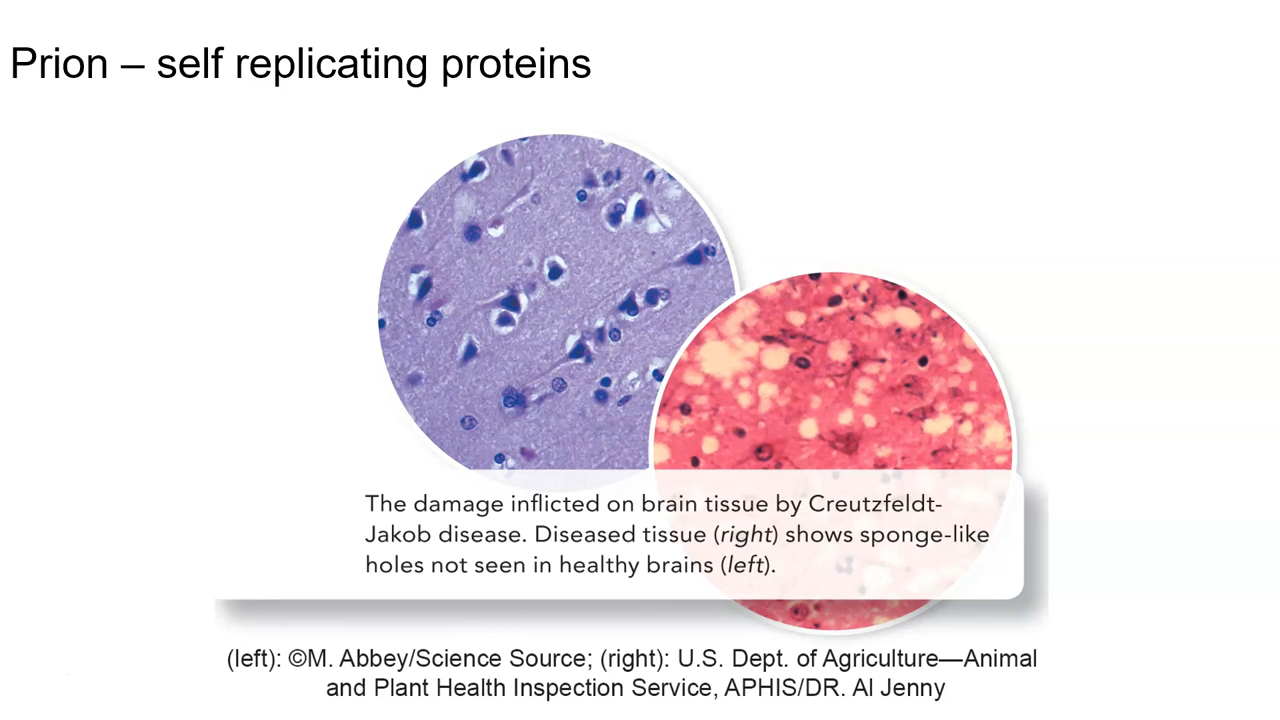 Prion – self replicating proteins
The damage inflicted on brain tissue by Creutzfeldt-
Jakob disease. Diseased tissue (right) shows sponge-like
holes not seen in healthy brains (left).
(left): ©M. Abbey/Science Source; (right): U.S. Dept. of Agriculture—Animal
and Plant Health Inspection Service, APHIS/DR. Al Jenny